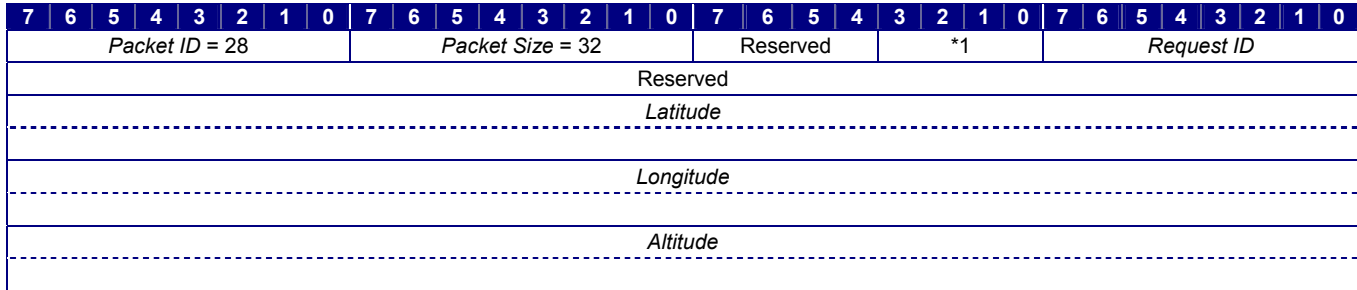 7 6 5 4 3 2 1 0 7 6 5 4 3 2 1 0 7 6 5 4 3 2 1 0 7 6 5 4 3 2 1 0
Packet ID = 28 Packet Size = 32 Reserved *1 Request ID
Reserved
Latitude
Longitude
Altitude